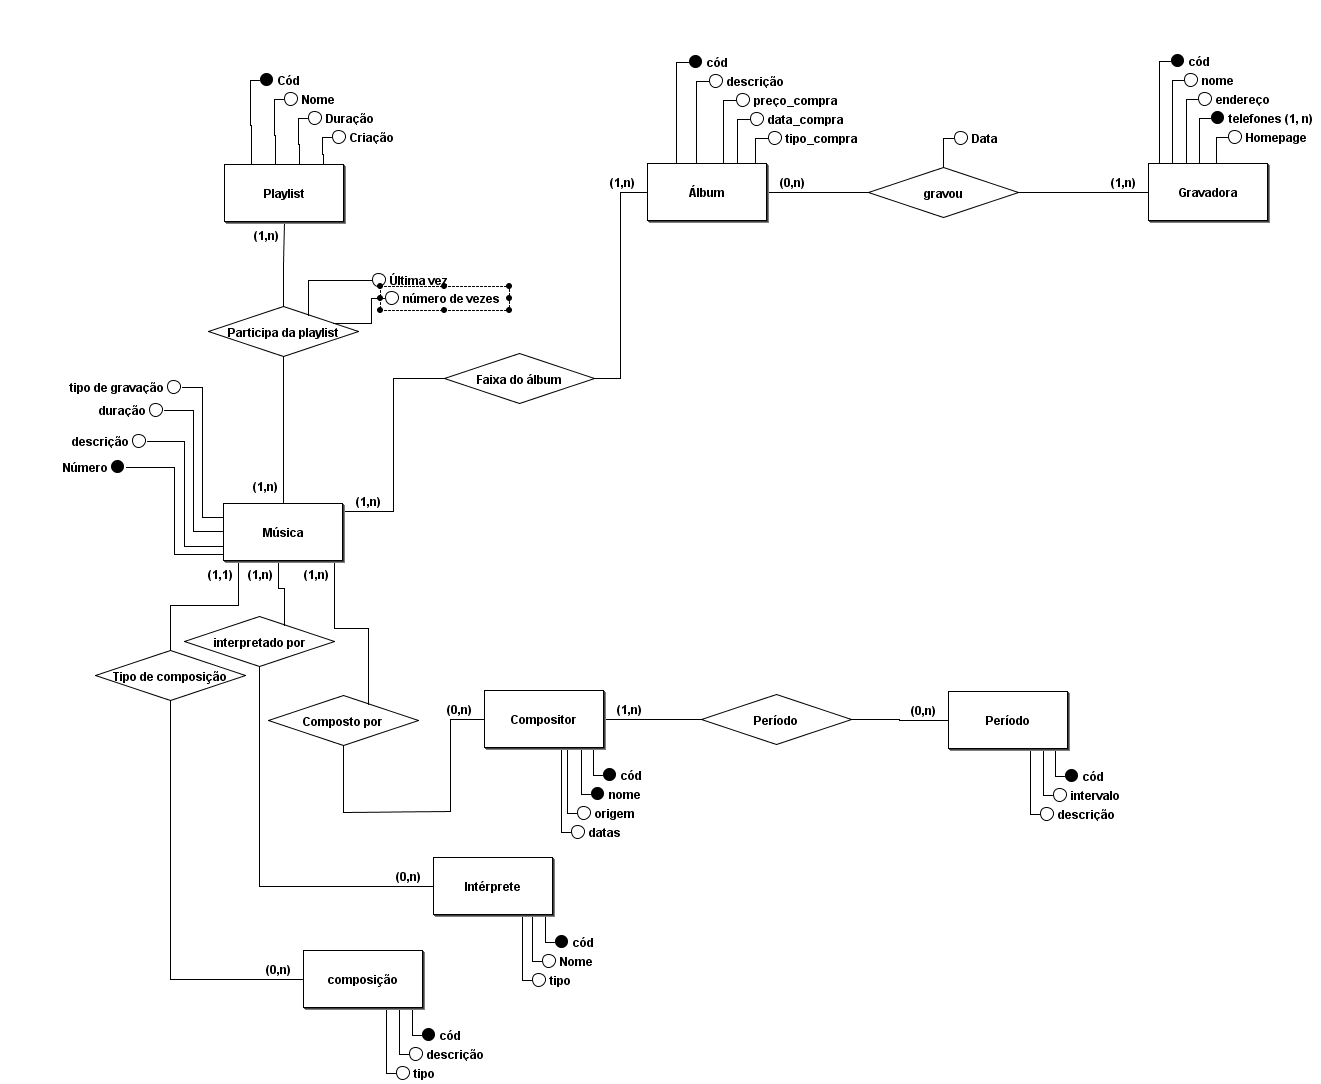 Cód
Nome
Duração
Criação
Playlist
(1,n)
cód
descrição
preço_compra
data_compra
tipo_compra
Álbum
(1,n)
(0,n)
Data
gravou
(1,n)
cód
nome
endereço
telefones (1, n)
Homepage
Gravadora
Última vez
número de vezes
Participa da playlist
Faixa do álbum
tipo de gravação
duração
descrição
Número
(1,n)
(1,n)
Música
(1,1)
(1,n)
(1,n)
interpretado por
Tipo de composição
Composto por
(0,n)
Compositor
(1,n)
cód
nome
origem
datas
Período
(0,n)
Período
cód
intervalo
descrição
(0,n)
Intérprete
cód
Nome
tipo
(0,n)
composição
cód
descrição
tipo